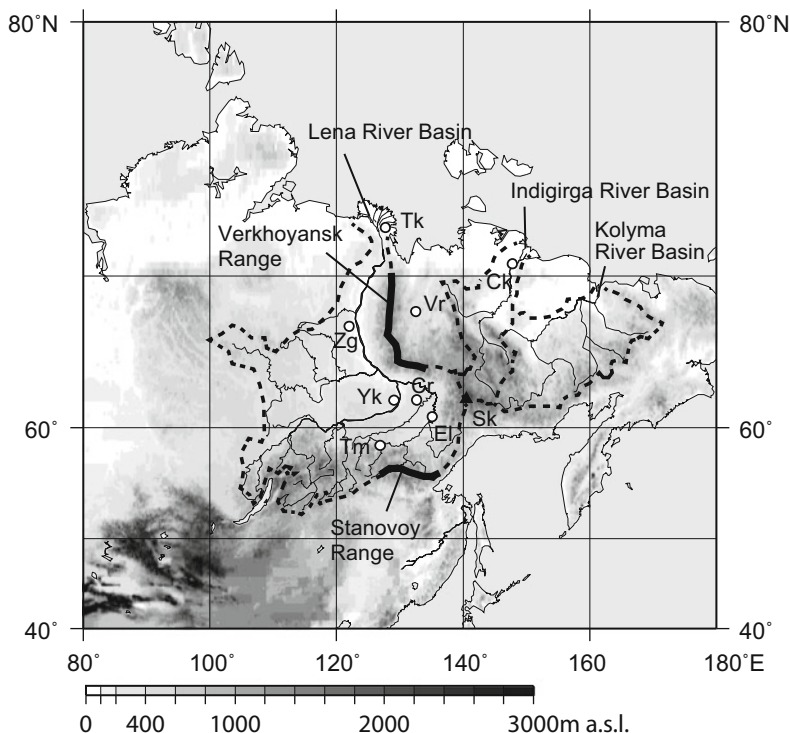 80˚N
80˚N
Lena River Basin
Indigirga River Basin
Tk
Verkhoyansk
Range
Kolyma
River Basin
Ck
Vr
Zg
Cr
Yk
Sk
60˚
60˚
El
Tm
Stanovoy
Range
40˚
40˚
80˚
100˚
120˚
140˚
160˚
180˚E
0
400
1000
2000
3000m a.s.l.